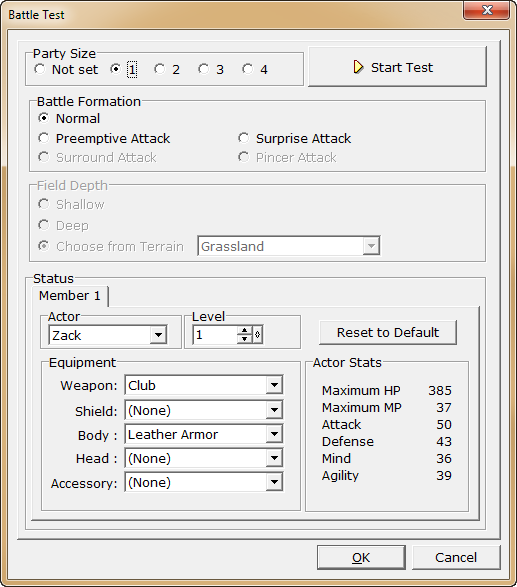 Battle Test
Party Size
Not set 1 2 3 4
Start Test
Battle Formation
Normal
Preemptive Attack Surprise Attack
Surround Attack Pincer Attack
Field Depth
Shallow
Deep
Choose from Terrain Grassland
Status
Member 1
Actor Level
Zack 1 Reset to Default
Equipment
Weapon: Club
Shield: (None)
Body : Leather Armor
Head : (None)
Accessory: (None)
Actor Stats
Maximum HP 385
Maximum MP 37
Attack 50
Defense 43
Mind 36
Agility 39
OK Cancel